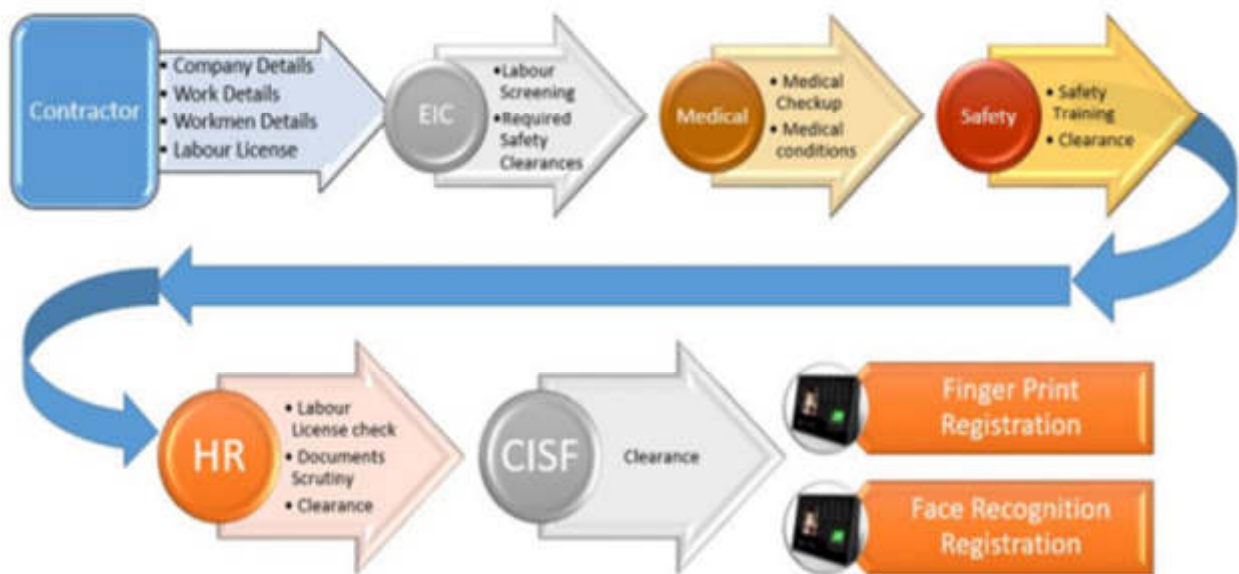 Contractor
• Company Details
• Work Details
• Workmen Details
• Labour License
EIC
•Labour
Screening
•Required
Safety
Clearances
Medical
• Medical
Checkup
• Medical
conditions
Safety
• Safety
Training
• Clearance
HR
• Labour
License check
• Documents
Scrutiny
• Clearance
CISF
Clearance
Finger Print
Registration
Face Recognition
Registration